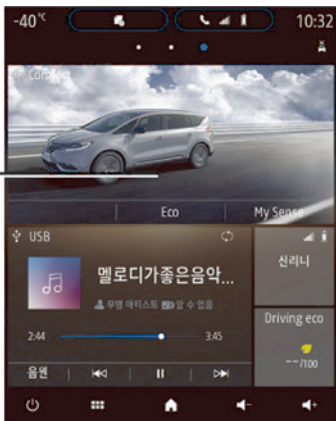 -40°C
10:32
Comfort
Eco
My Sense
USB
신리니
멜로디가좋은음악...
무명 아티스트 알 수 없음
Driving eco
2:44
3:45
--/100
음원